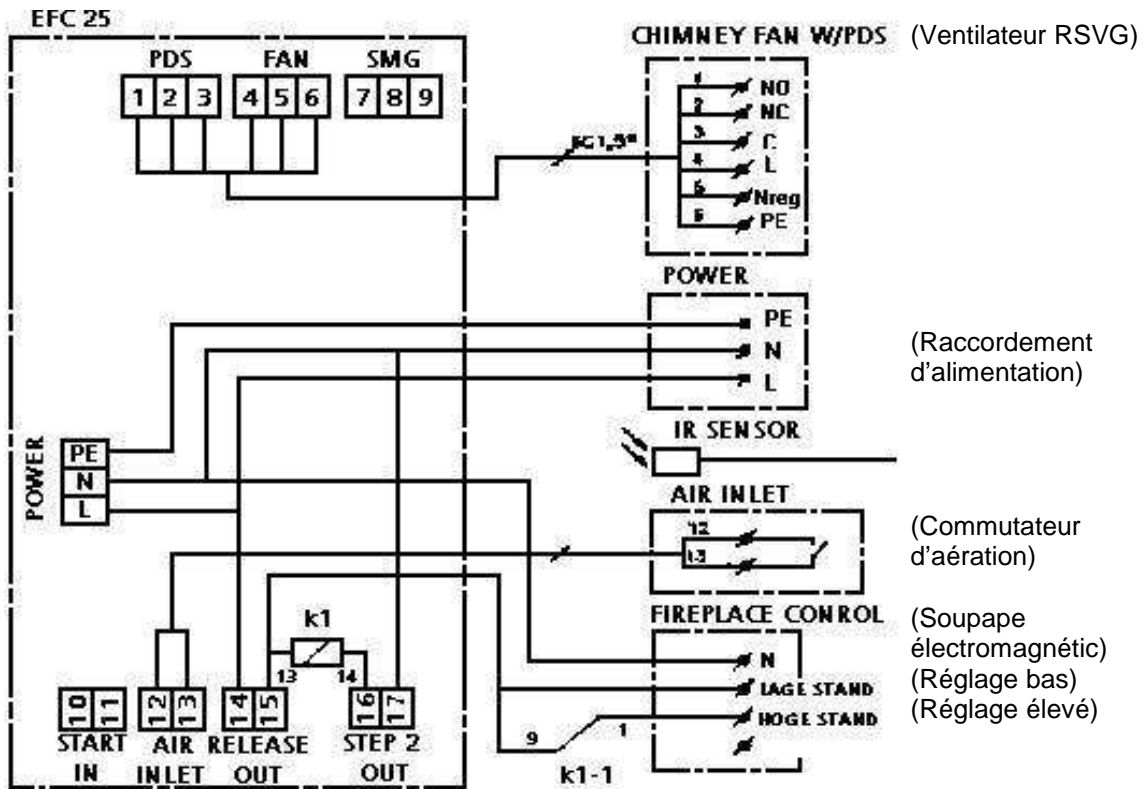 EFC 25
PDS FAN SMG
1 2 3 4 5 6 7 8 9
CHIMNEY FAN W/PDS
(Ventilateur RSVG)
1 NO
2 NC
3 C
4 L
5 Nreg
6 PE
POWER
PE
N
L
(Raccordement
d'alimentation)
IR SENSOR
POWER
PE
N
L
AIR INLET
12
13
(Commutateur
d'aération)
FIREPLACE CONROL
N
LAGE STAND
HOGE STAND
(Soupape
électromagnétic)
(Réglage bas)
(Réglage élevé)
k1
13 14
9 1
k1-1
10 11 12 13 14 15 16 17
START AIR RELEASE STEP 2
IN INLET OUT OUT